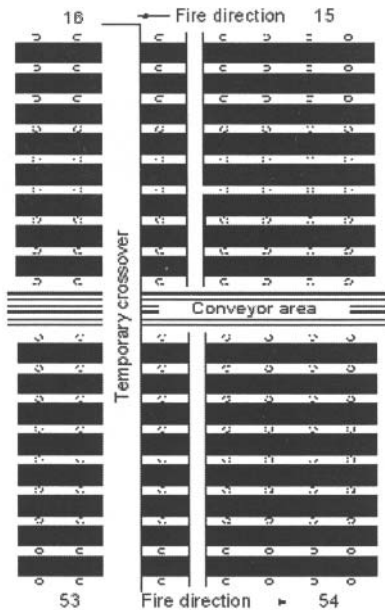 16 Fire direction 15
Conveyor area
Temporary crossover
53 Fire direction 54